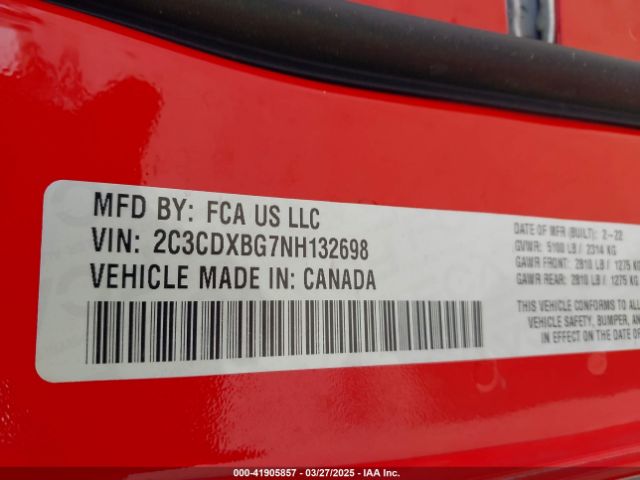 MFD BY: FCA US LLC
VIN: 2C3CDXBG7NH132698
VEHICLE MADE IN: CANADA
DATE OF MFR (BUILT): 2-22
GVWR: 5100 LB / 2314 KG
GAWR FRONT: 2810 LB / 1275 KG
GAWR REAR: 2810 LB / 1275 KG
THIS VEHICLE CONFORMS TO ALL
VEHICLE SAFETY, BUMPER, AN
IN EFFECT ON THE DATE OF
000-41905857 - 03/27/2025 - IAA Inc.